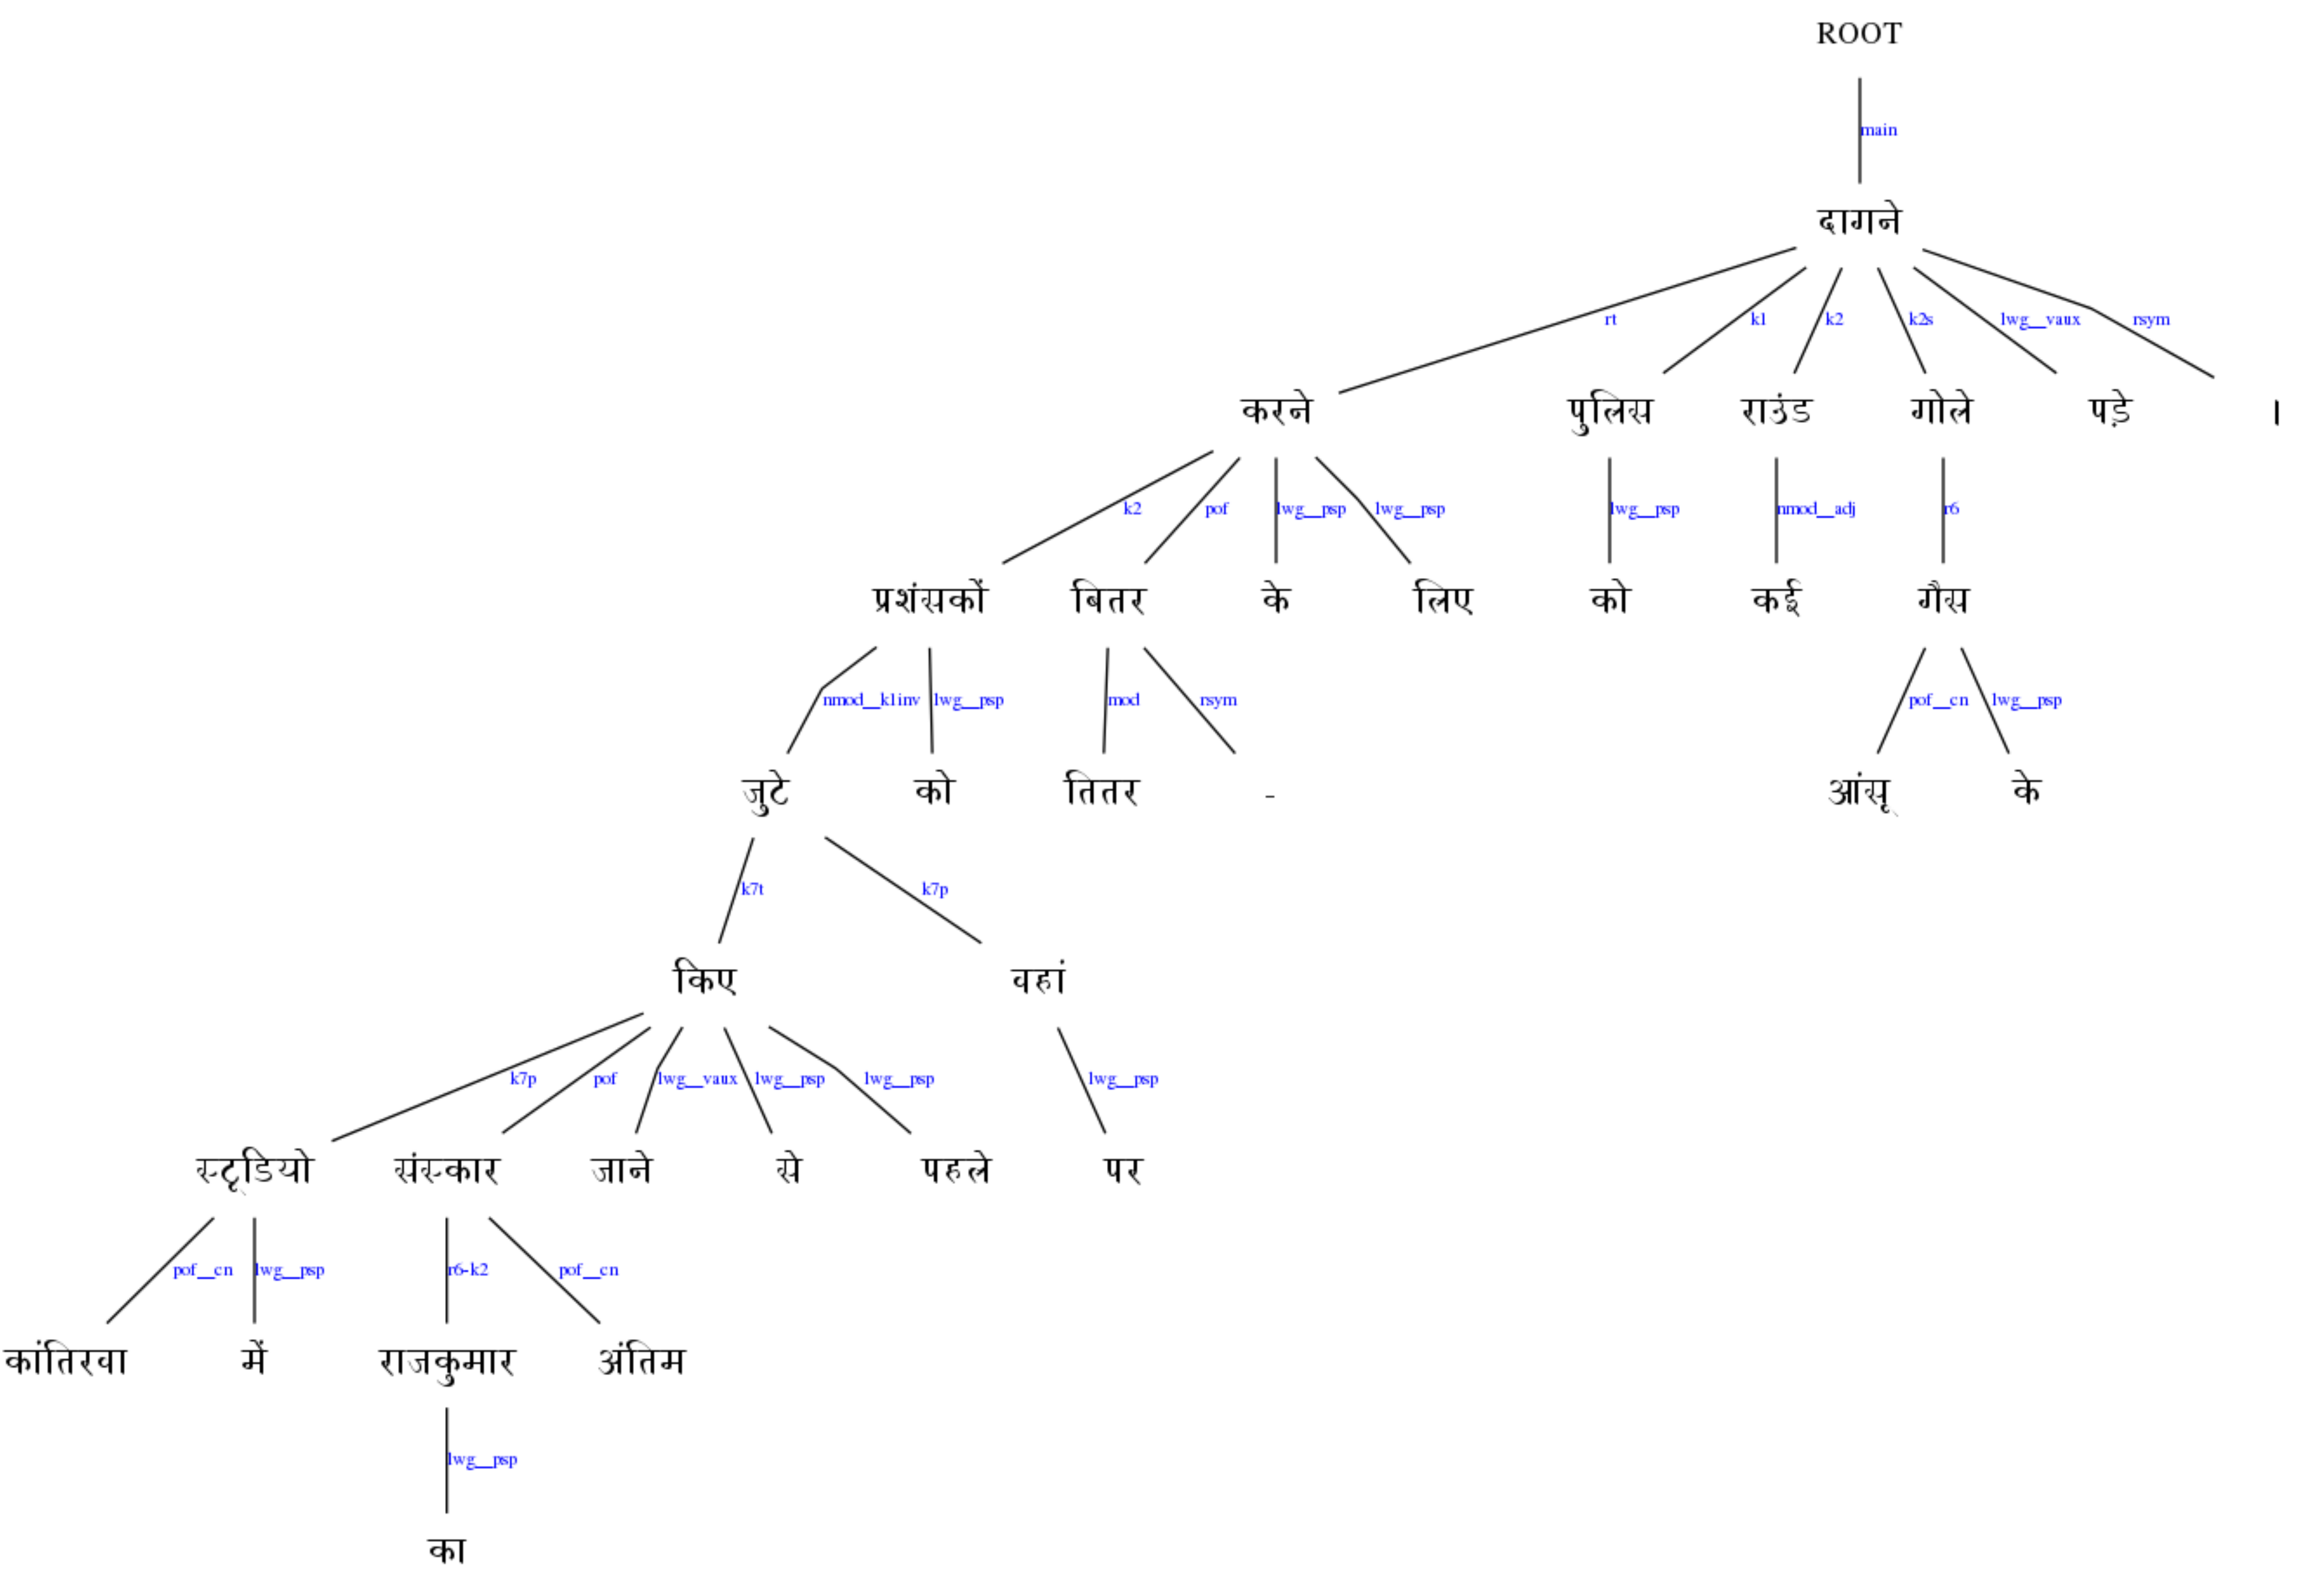 ROOT
main
दागने
rt k1 k2 k2s lwg__vaux rsym
करने पुलिस राउंड गोले पड़े ।
k2 pof lwg__psp lwg__psp lwg__psp nmod__adj r6
प्रशंसकों बितर के लिए को कई गैस
nmod__k1inv lwg__psp mod rsym pof__cn lwg__psp
जुटे को तितर - आंसू के
k7t k7p
किए वहां
k7p pof lwg__vaux lwg__psp lwg__psp lwg__psp
स्टूडियो संस्कार जाने से पहले पर
pof__cn lwg__psp r6-k2 pof__cn
कांतिरवा में राजकुमार अंतिम
lwg__psp
का